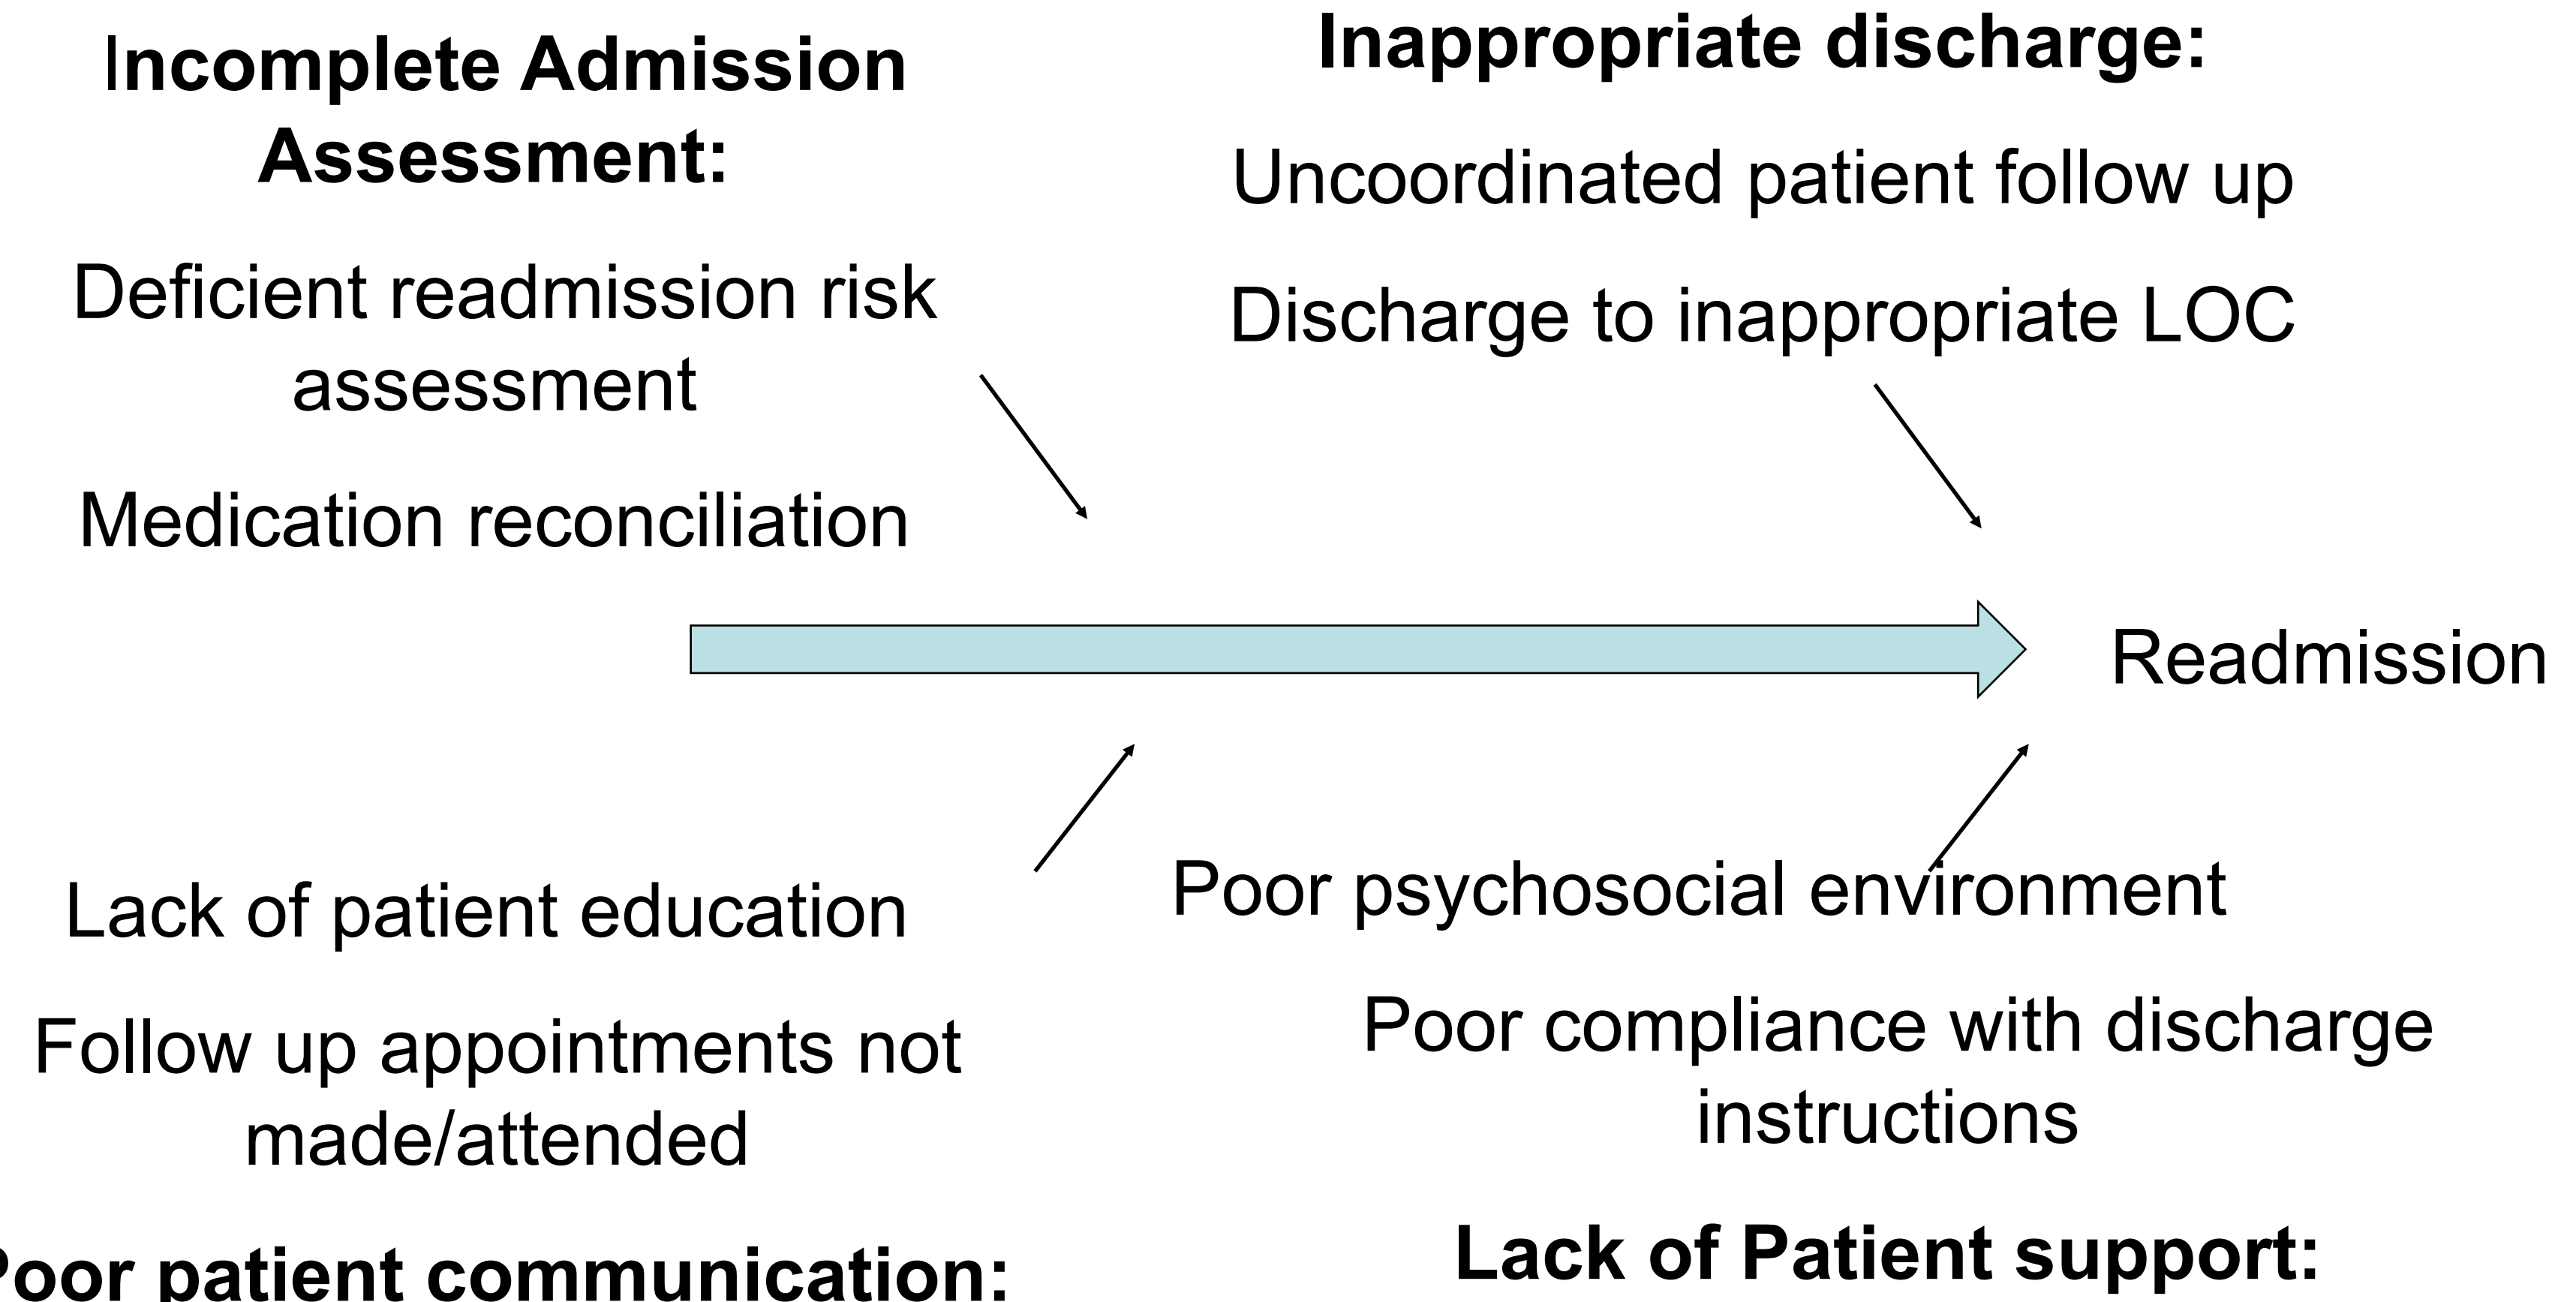 Incomplete Admission
Assessment:
Deficient readmission risk
assessment
Medication reconciliation
Inappropriate discharge:
Uncoordinated patient follow up
Discharge to inappropriate LOC
Readmission
Lack of patient education
Follow up appointments not
made/attended
Poor patient communication:
Poor psychosocial environment
Poor compliance with discharge
instructions
Lack of Patient support: